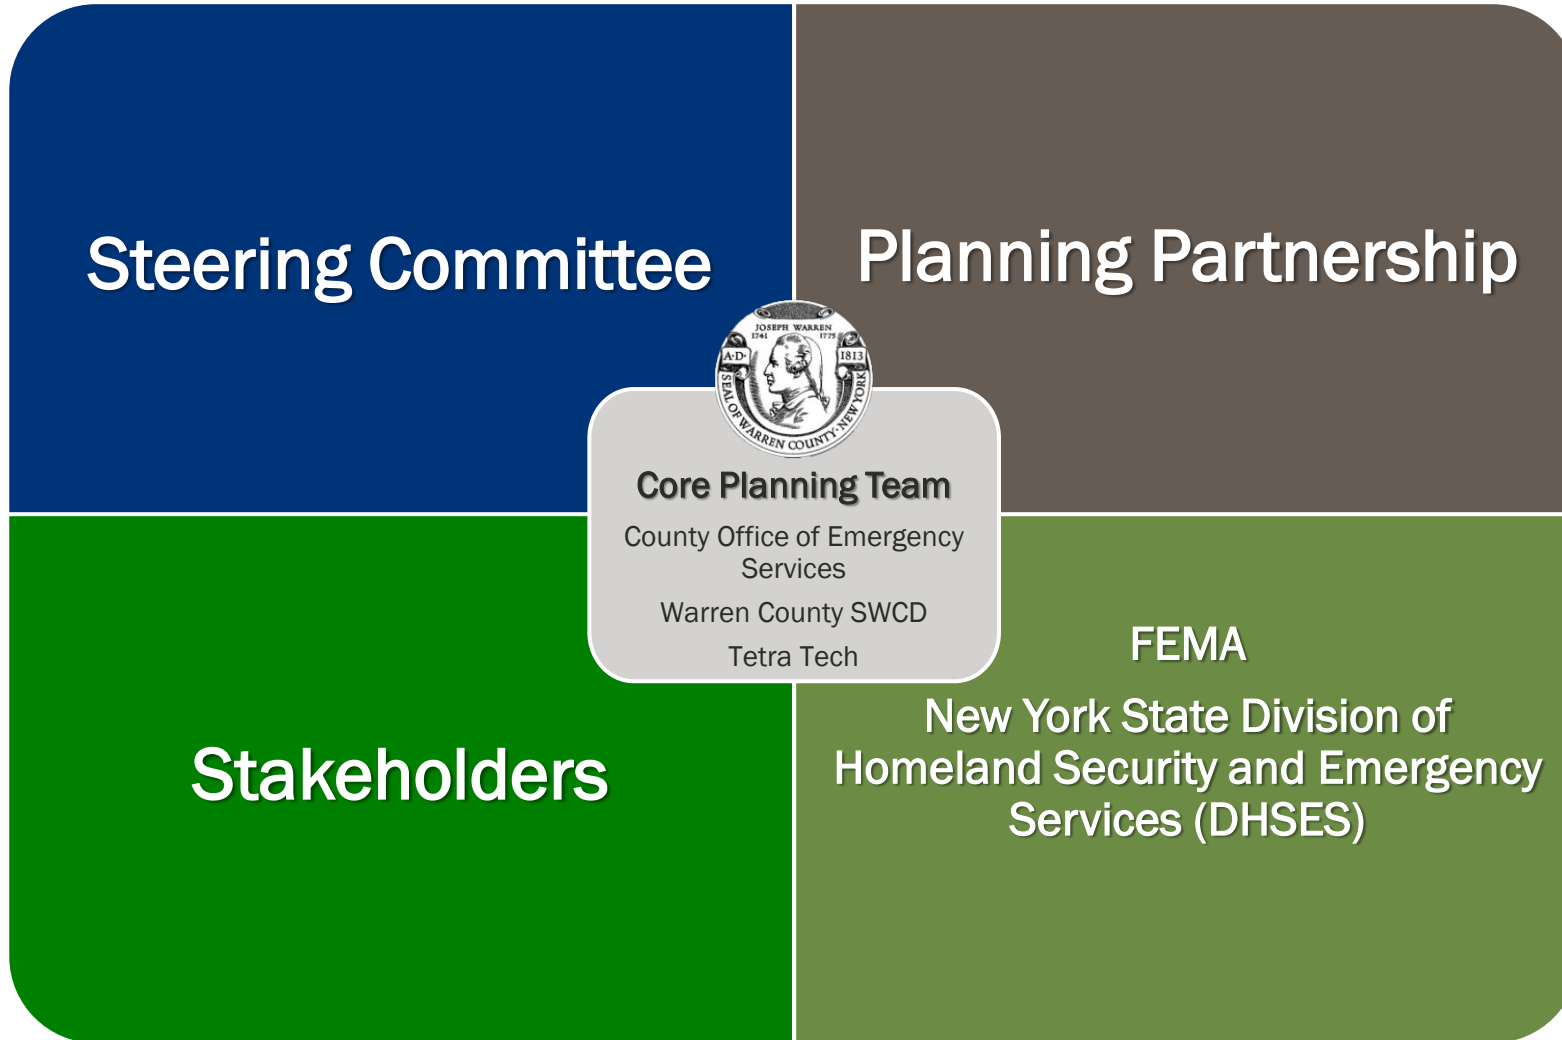 Steering Committee
Planning Partnership
JOSEPH WARREN
1741 1775
A·D· 1813
SEAL OF WARREN COUNTY·NEW YORK
Core Planning Team
County Office of Emergency
Services
Warren County SWCD
Tetra Tech
Stakeholders
FEMA
New York State Division of
Homeland Security and Emergency
Services (DHSES)